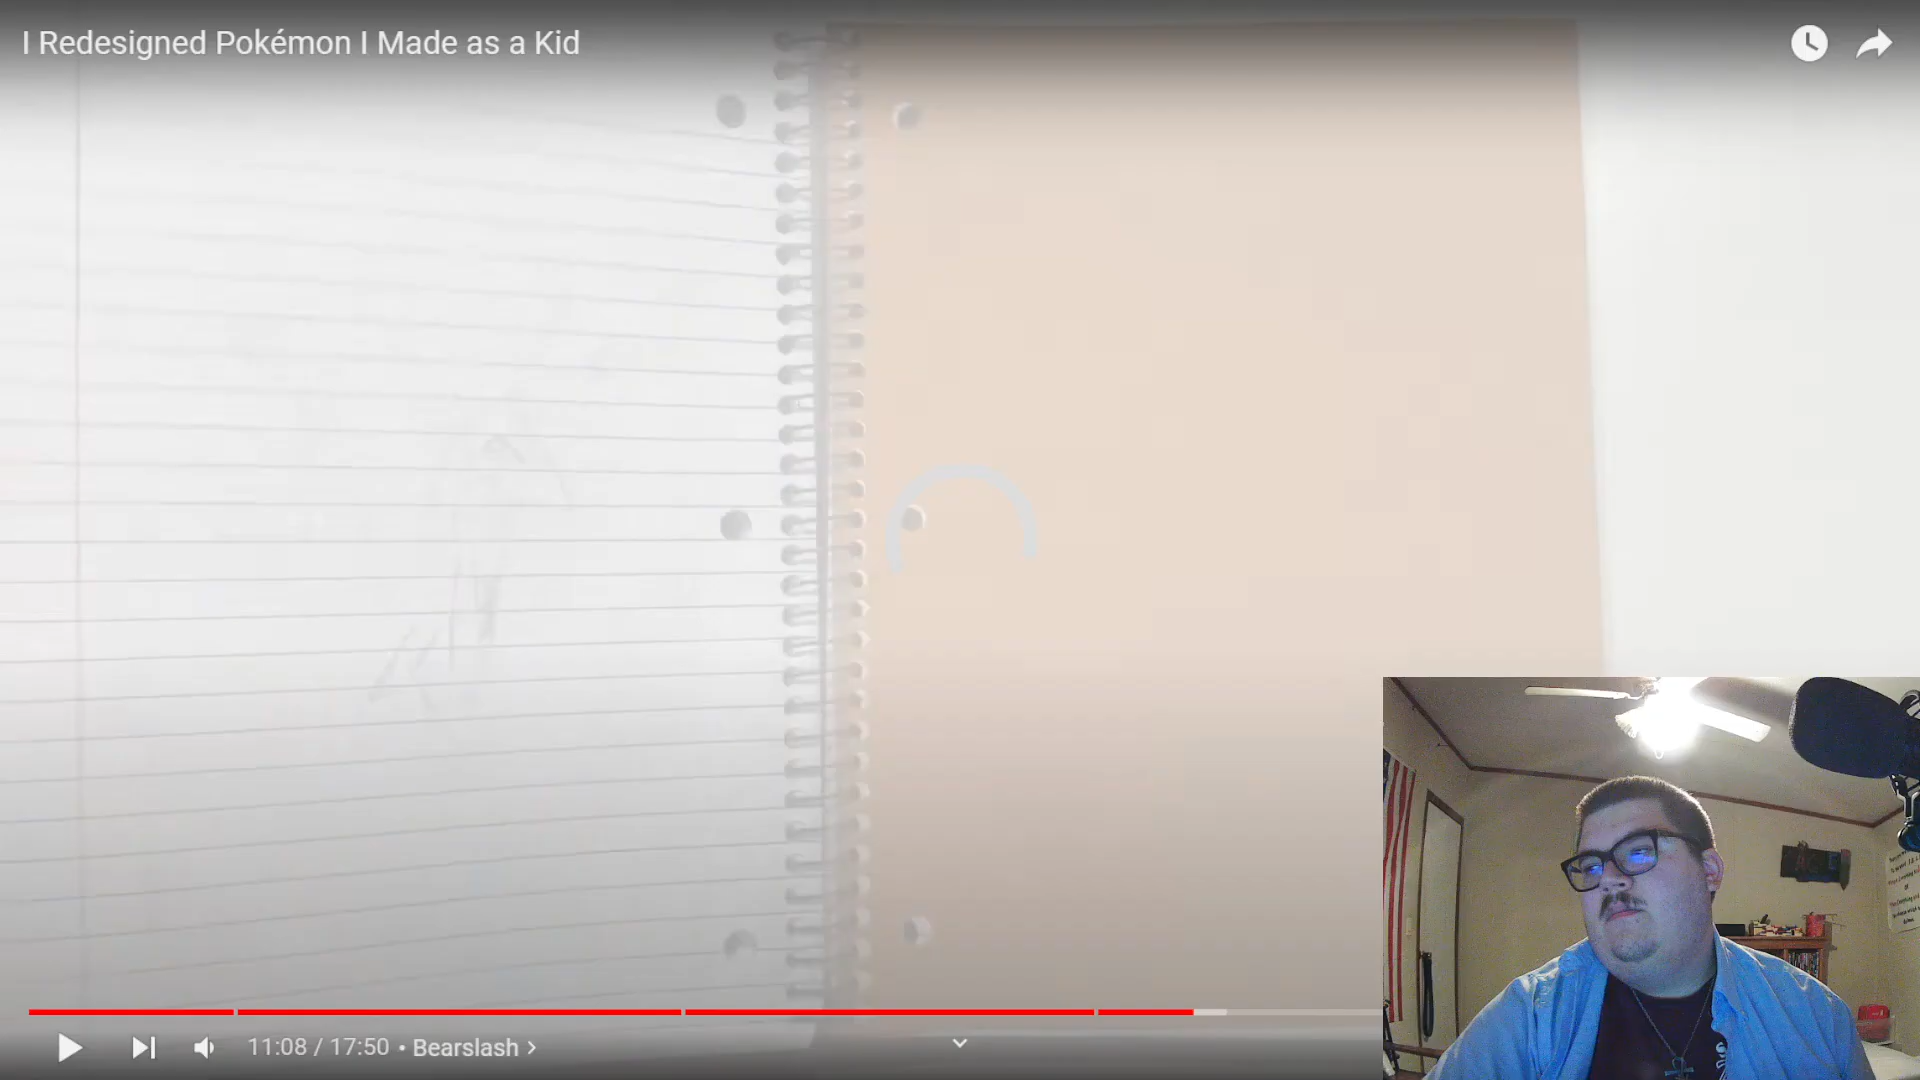 I Redesigned Pokémon I Made as a Kid
11:08 / 17:50 • Bearslash >